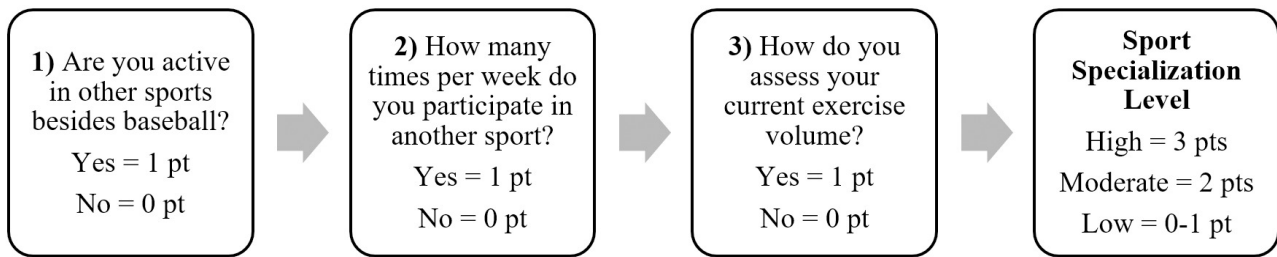 1) Are you active
in other sports
besides baseball?
Yes = 1 pt
No = 0 pt
2) How many
times per week do
you participate in
another sport?
Yes = 1 pt
No = 0 pt
3) How do you
assess your
current exercise
volume?
Yes = 1 pt
No = 0 pt
Sport
Specialization
Level
High = 3 pts
Moderate = 2 pts
Low = 0-1 pt